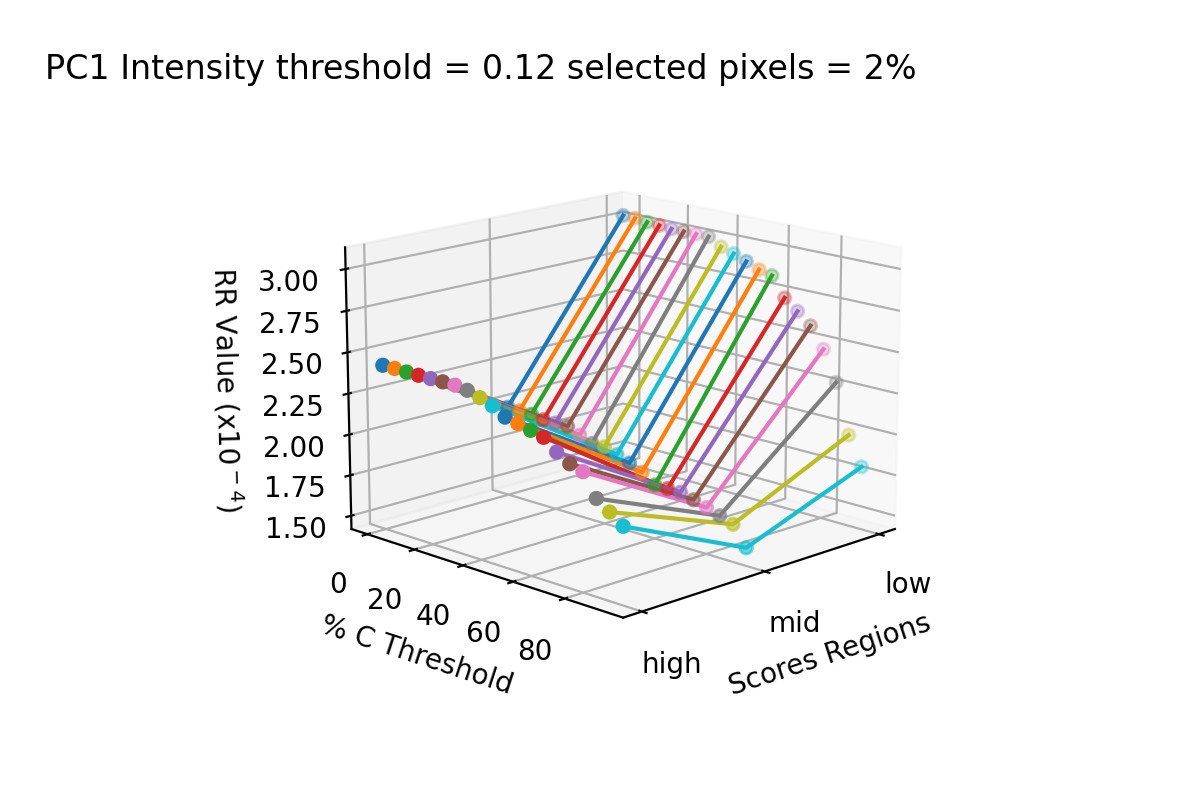 PC1 Intensity threshold = 0.12 selected pixels = 2%
RR Value (x10⁻⁴)
3.00
2.75
2.50
2.25
2.00
1.75
1.50
0
20
40
60
80
% C Threshold
high
mid
low
Scores Regions